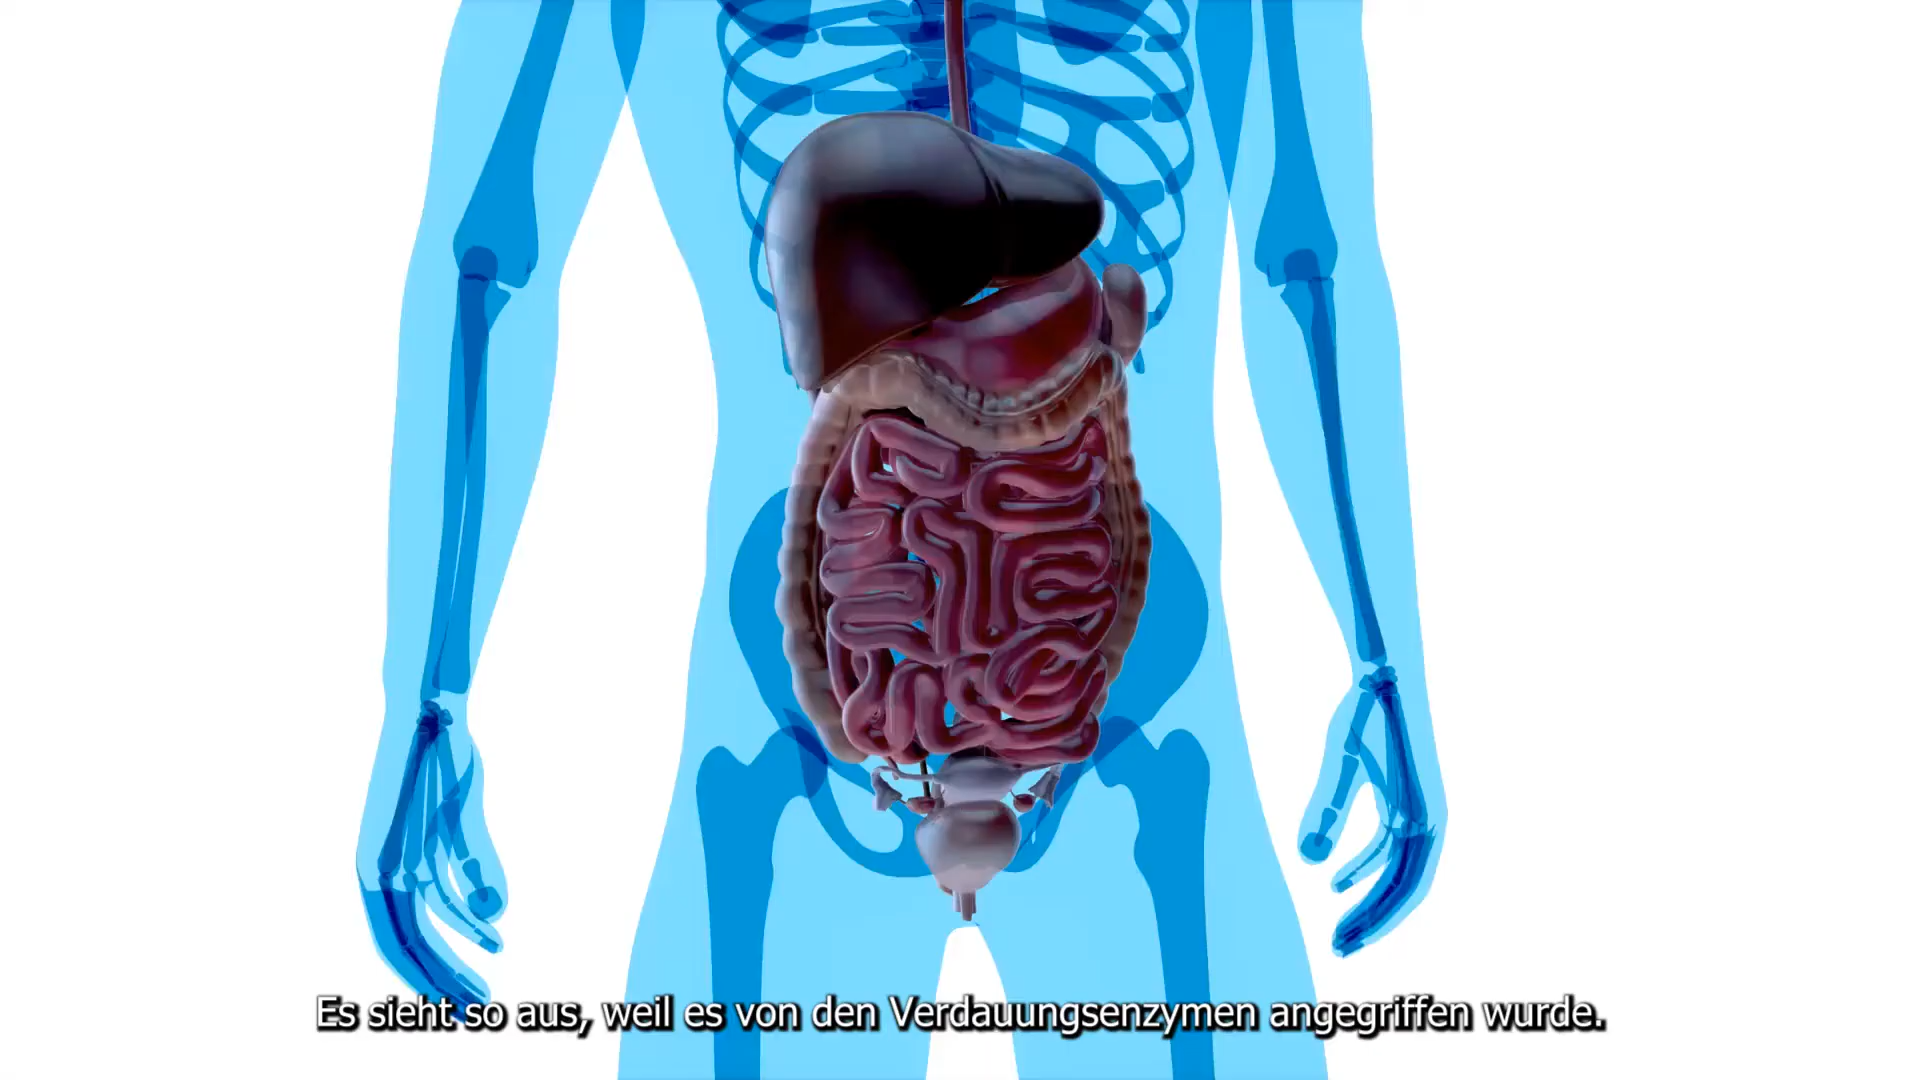 Es sieht so aus, weil es von den Verdauungsenzymen angegriffen wurde.